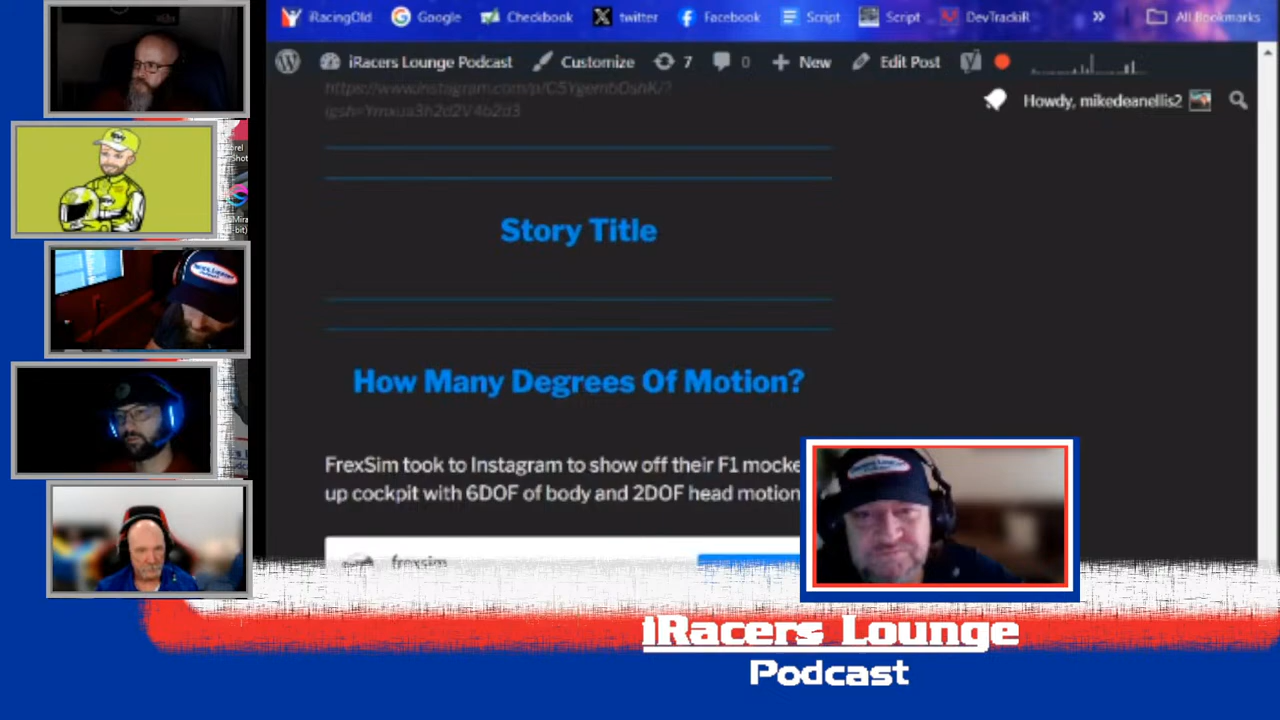 iRacingOld Google Checkbook twitter Facebook Script Script DevTrackiR » All Bookmarks
iRacers Lounge Podcast Customize 7 0 New Edit Post
Howdy, mikedeanellis2
Story Title
How Many Degrees Of Motion?
FrexSim took to Instagram to show off their F1 mocke
up cockpit with 6DOF of body and 2DOF head motion
frexsim
iRacers Lounge
Podcast